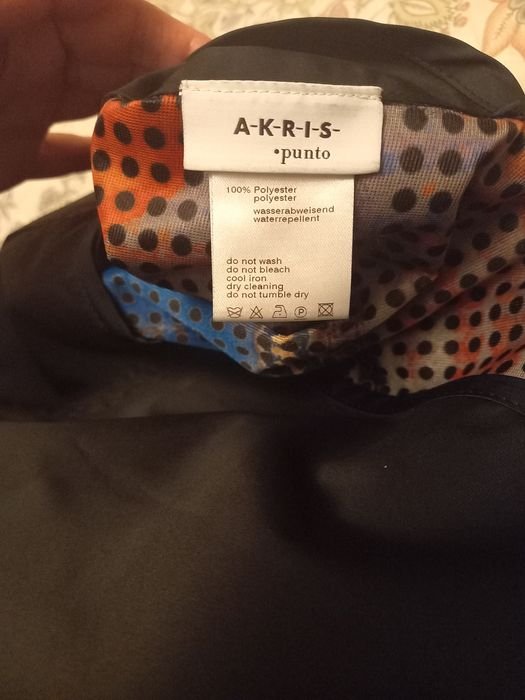 A-K-R-I-S-
•punto
100% Polyester
polyester
wasserabweisend
waterrepellent
do not wash
do not bleach
cool iron
dry cleaning
do not tumble dry
P